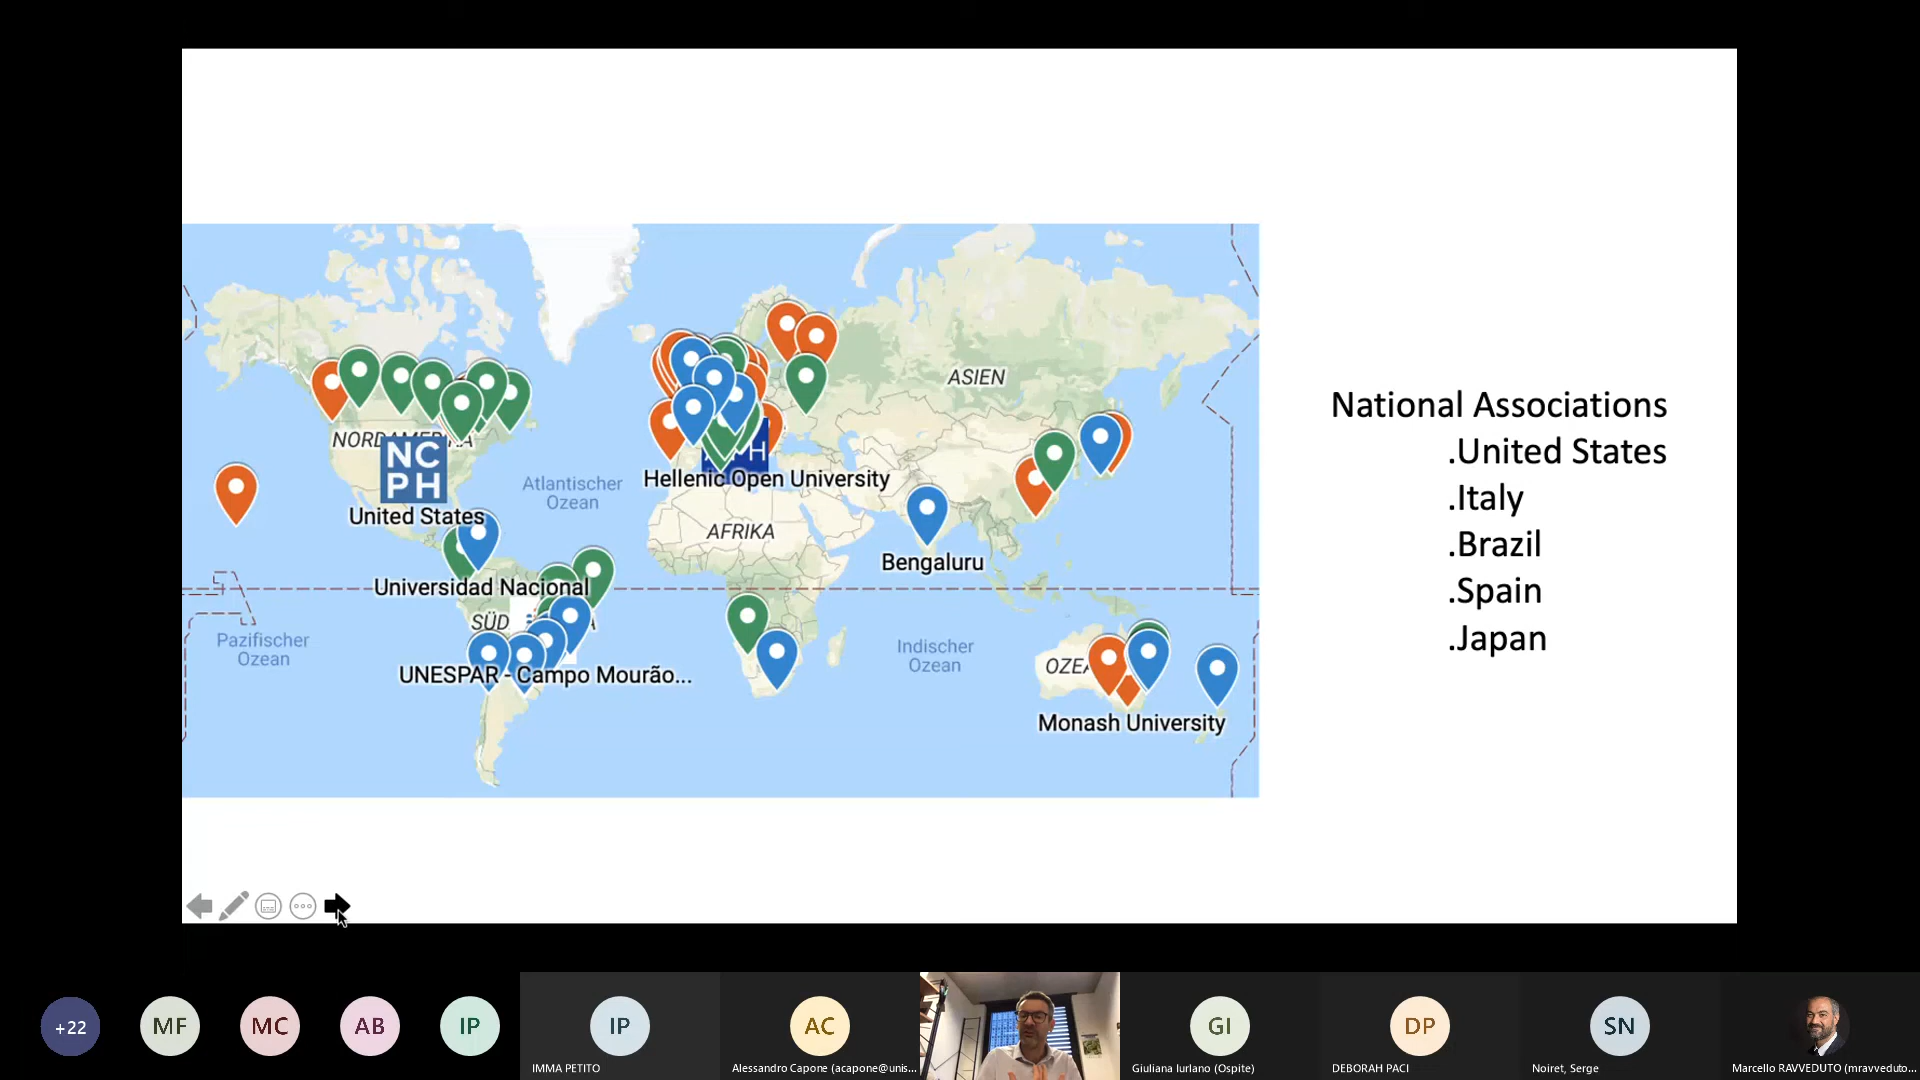 ASIEN
NORDAMERIKA
NC
PH
United States
Atlantischer
Ozean
PH
Hellenic Open University
AFRIKA
Bengaluru
Universidad Nacional
SÜD
Pazifischer
Ozean
Indischer
Ozean
UNESPAR - Campo Mourão...
Monash University
National Associations
.United States
.Italy
.Brazil
.Spain
.Japan
+22
MF
MC
AB
IP
IP
IMMA PETITO
AC
Alessandro Capone (acapone@unis...
GI
Giuliana Iurlano (Ospite)
DP
DEBORAH PACI
SN
Noiret, Serge
Marcello RAVVEDUTO (mravveduto...